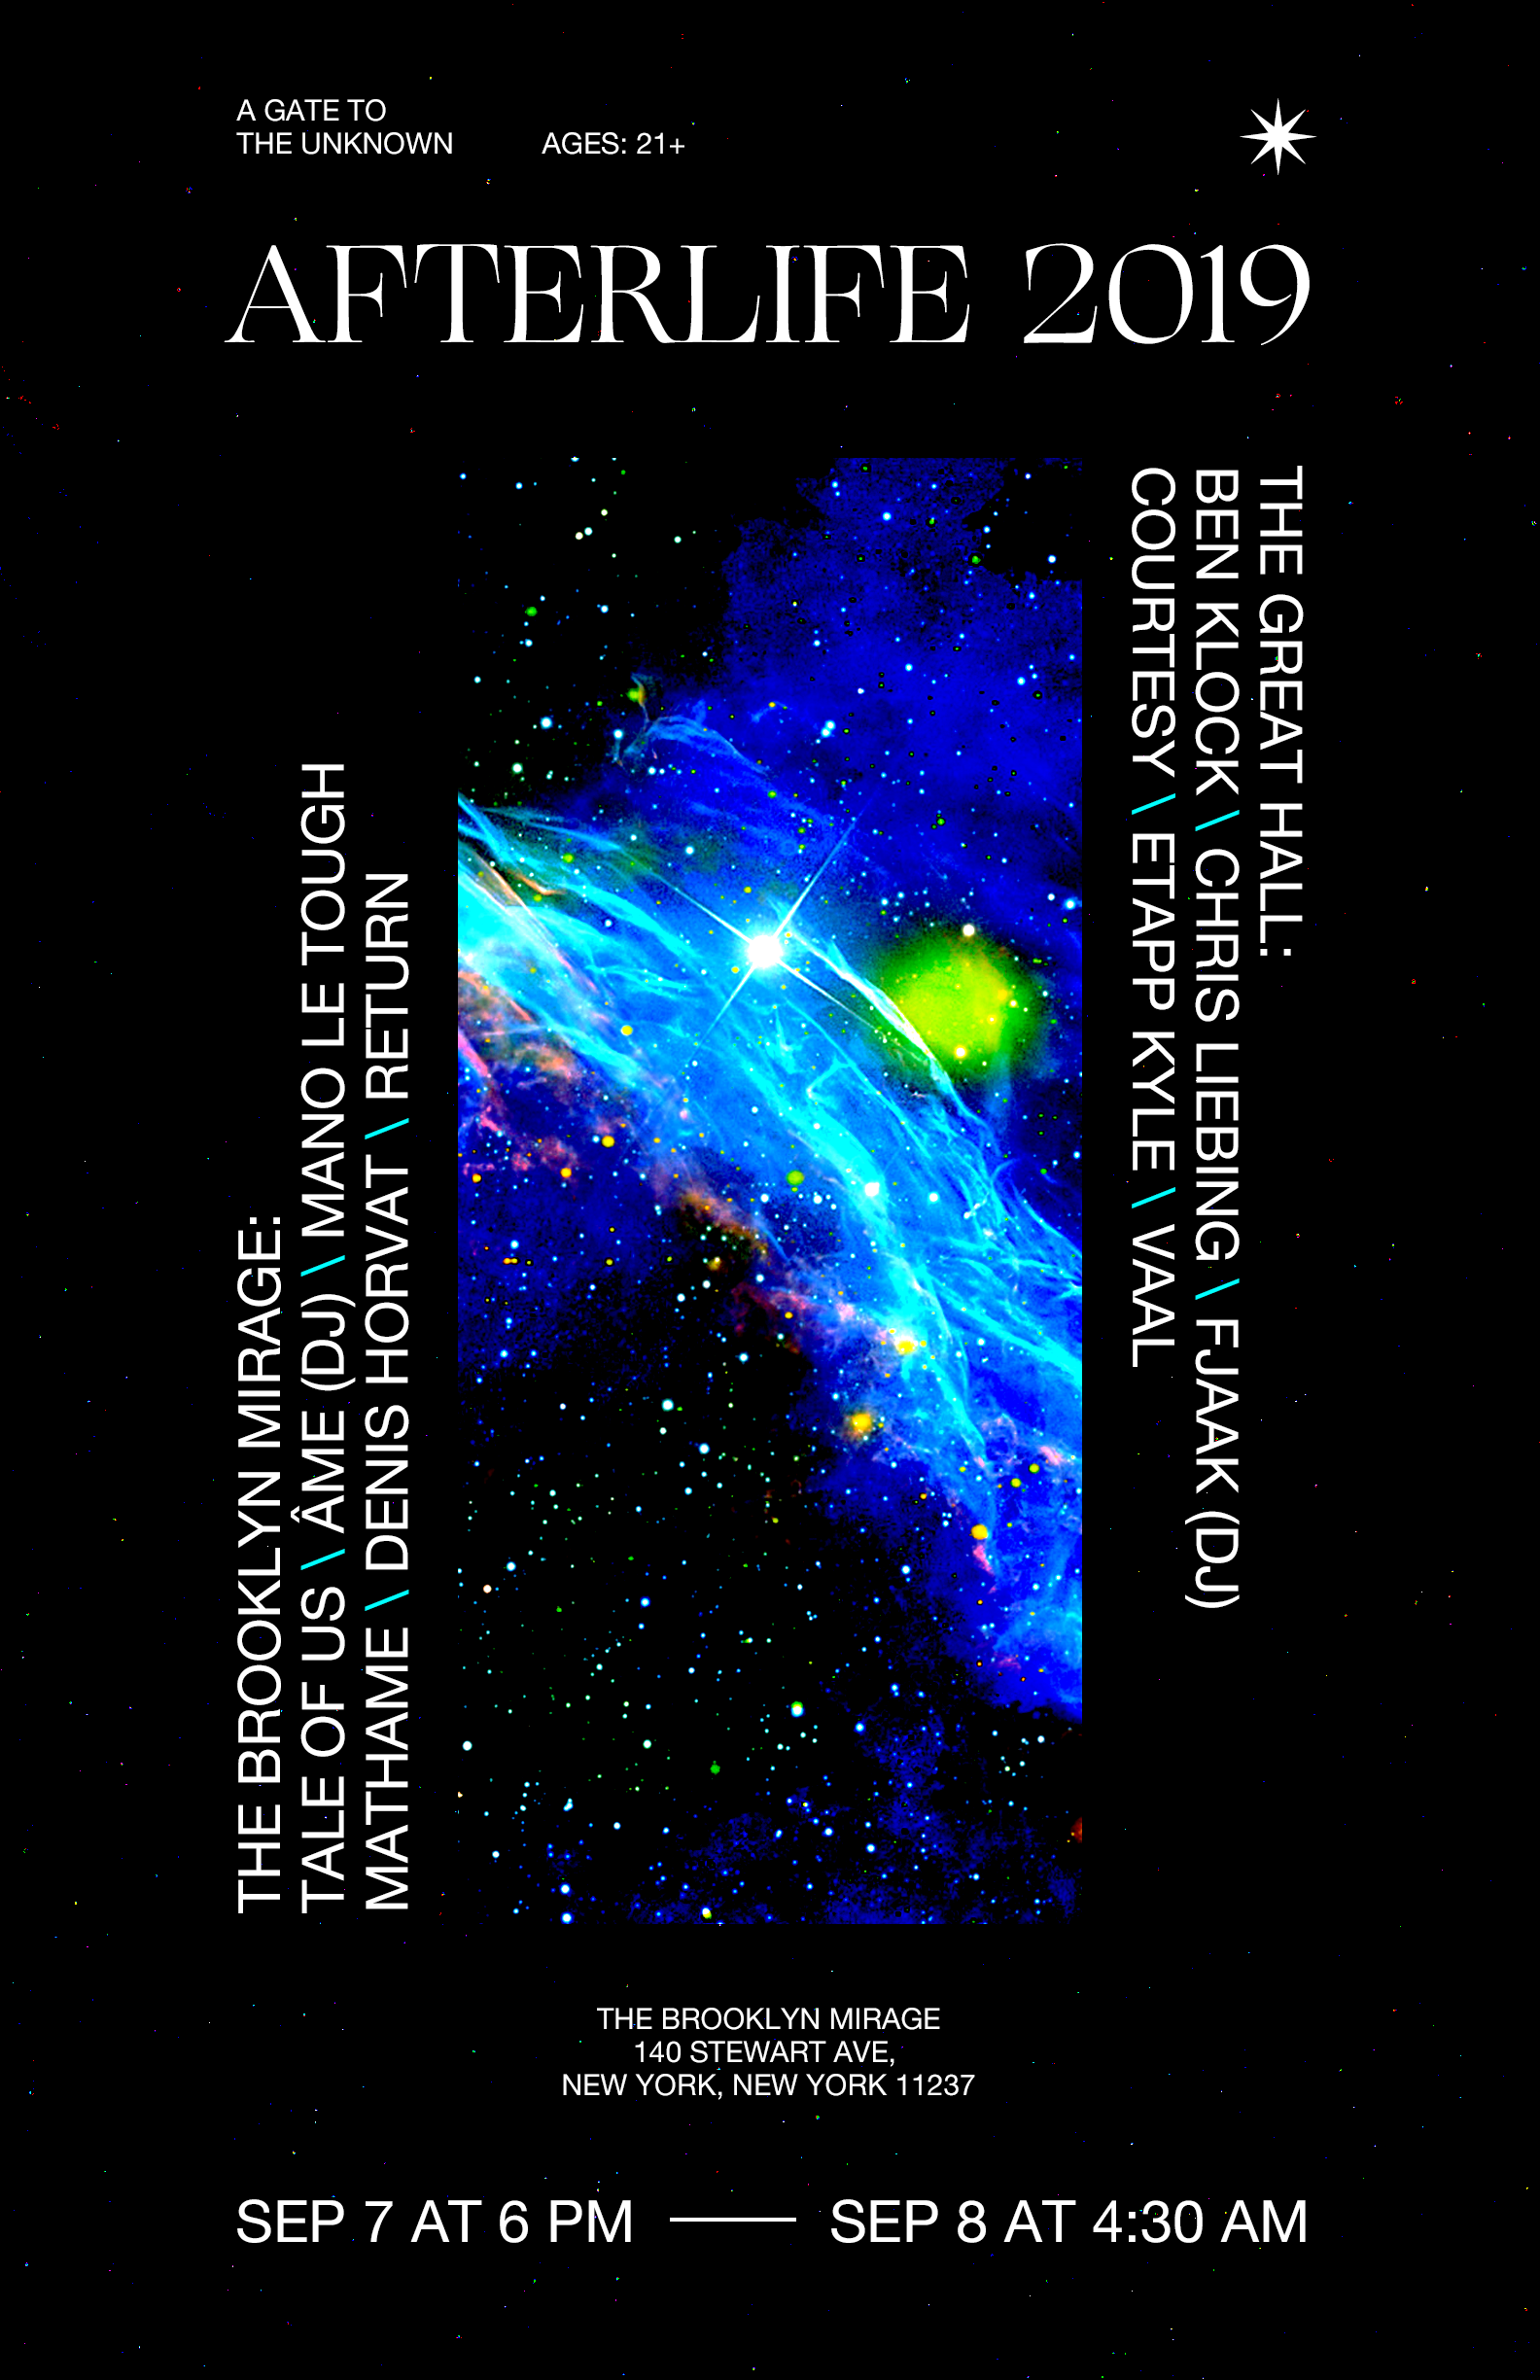 A GATE TO
THE UNKNOWN
AGES: 21+
AFTERLIFE 2019
THE BROOKLYN MIRAGE:
TALE OF US \ ÂME (DJ) \ MANO LE TOUGH
MATHAME \ DENIS HORVAT \ RETURN
THE GREAT HALL:
BEN KLOCK \ CHRIS LIEBING \ FJAAK (DJ)
COURTESY \ ETAPP KYLE \ VAAL
THE BROOKLYN MIRAGE
140 STEWART AVE,
NEW YORK, NEW YORK 11237
SEP 7 AT 6 PM — SEP 8 AT 4:30 AM